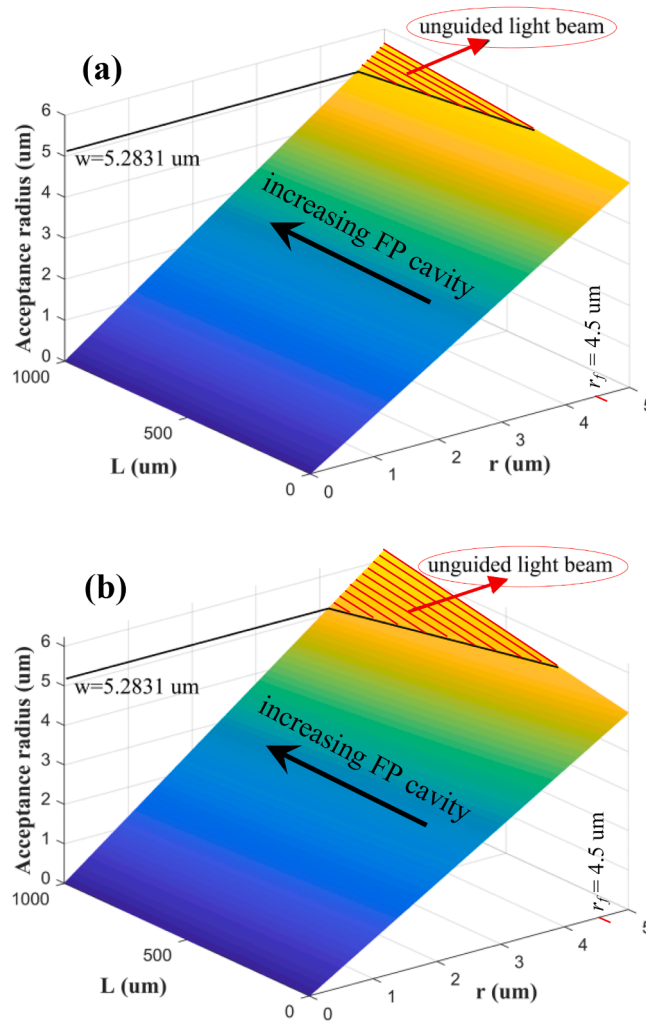 unguided light beam
(a)
6
5
4
3
2
1
0
Acceptance radius (um)
w=5.2831 um
increasing FP cavity
1000
500
0
L (um)
0
1
2
3
4
5
r (um)
r_f = 4.5 um
unguided light beam
(b)
6
5
4
3
2
1
0
Acceptance radius (um)
w=5.2831 um
increasing FP cavity
1000
500
0
L (um)
0
1
2
3
4
5
r (um)
r_f = 4.5 um